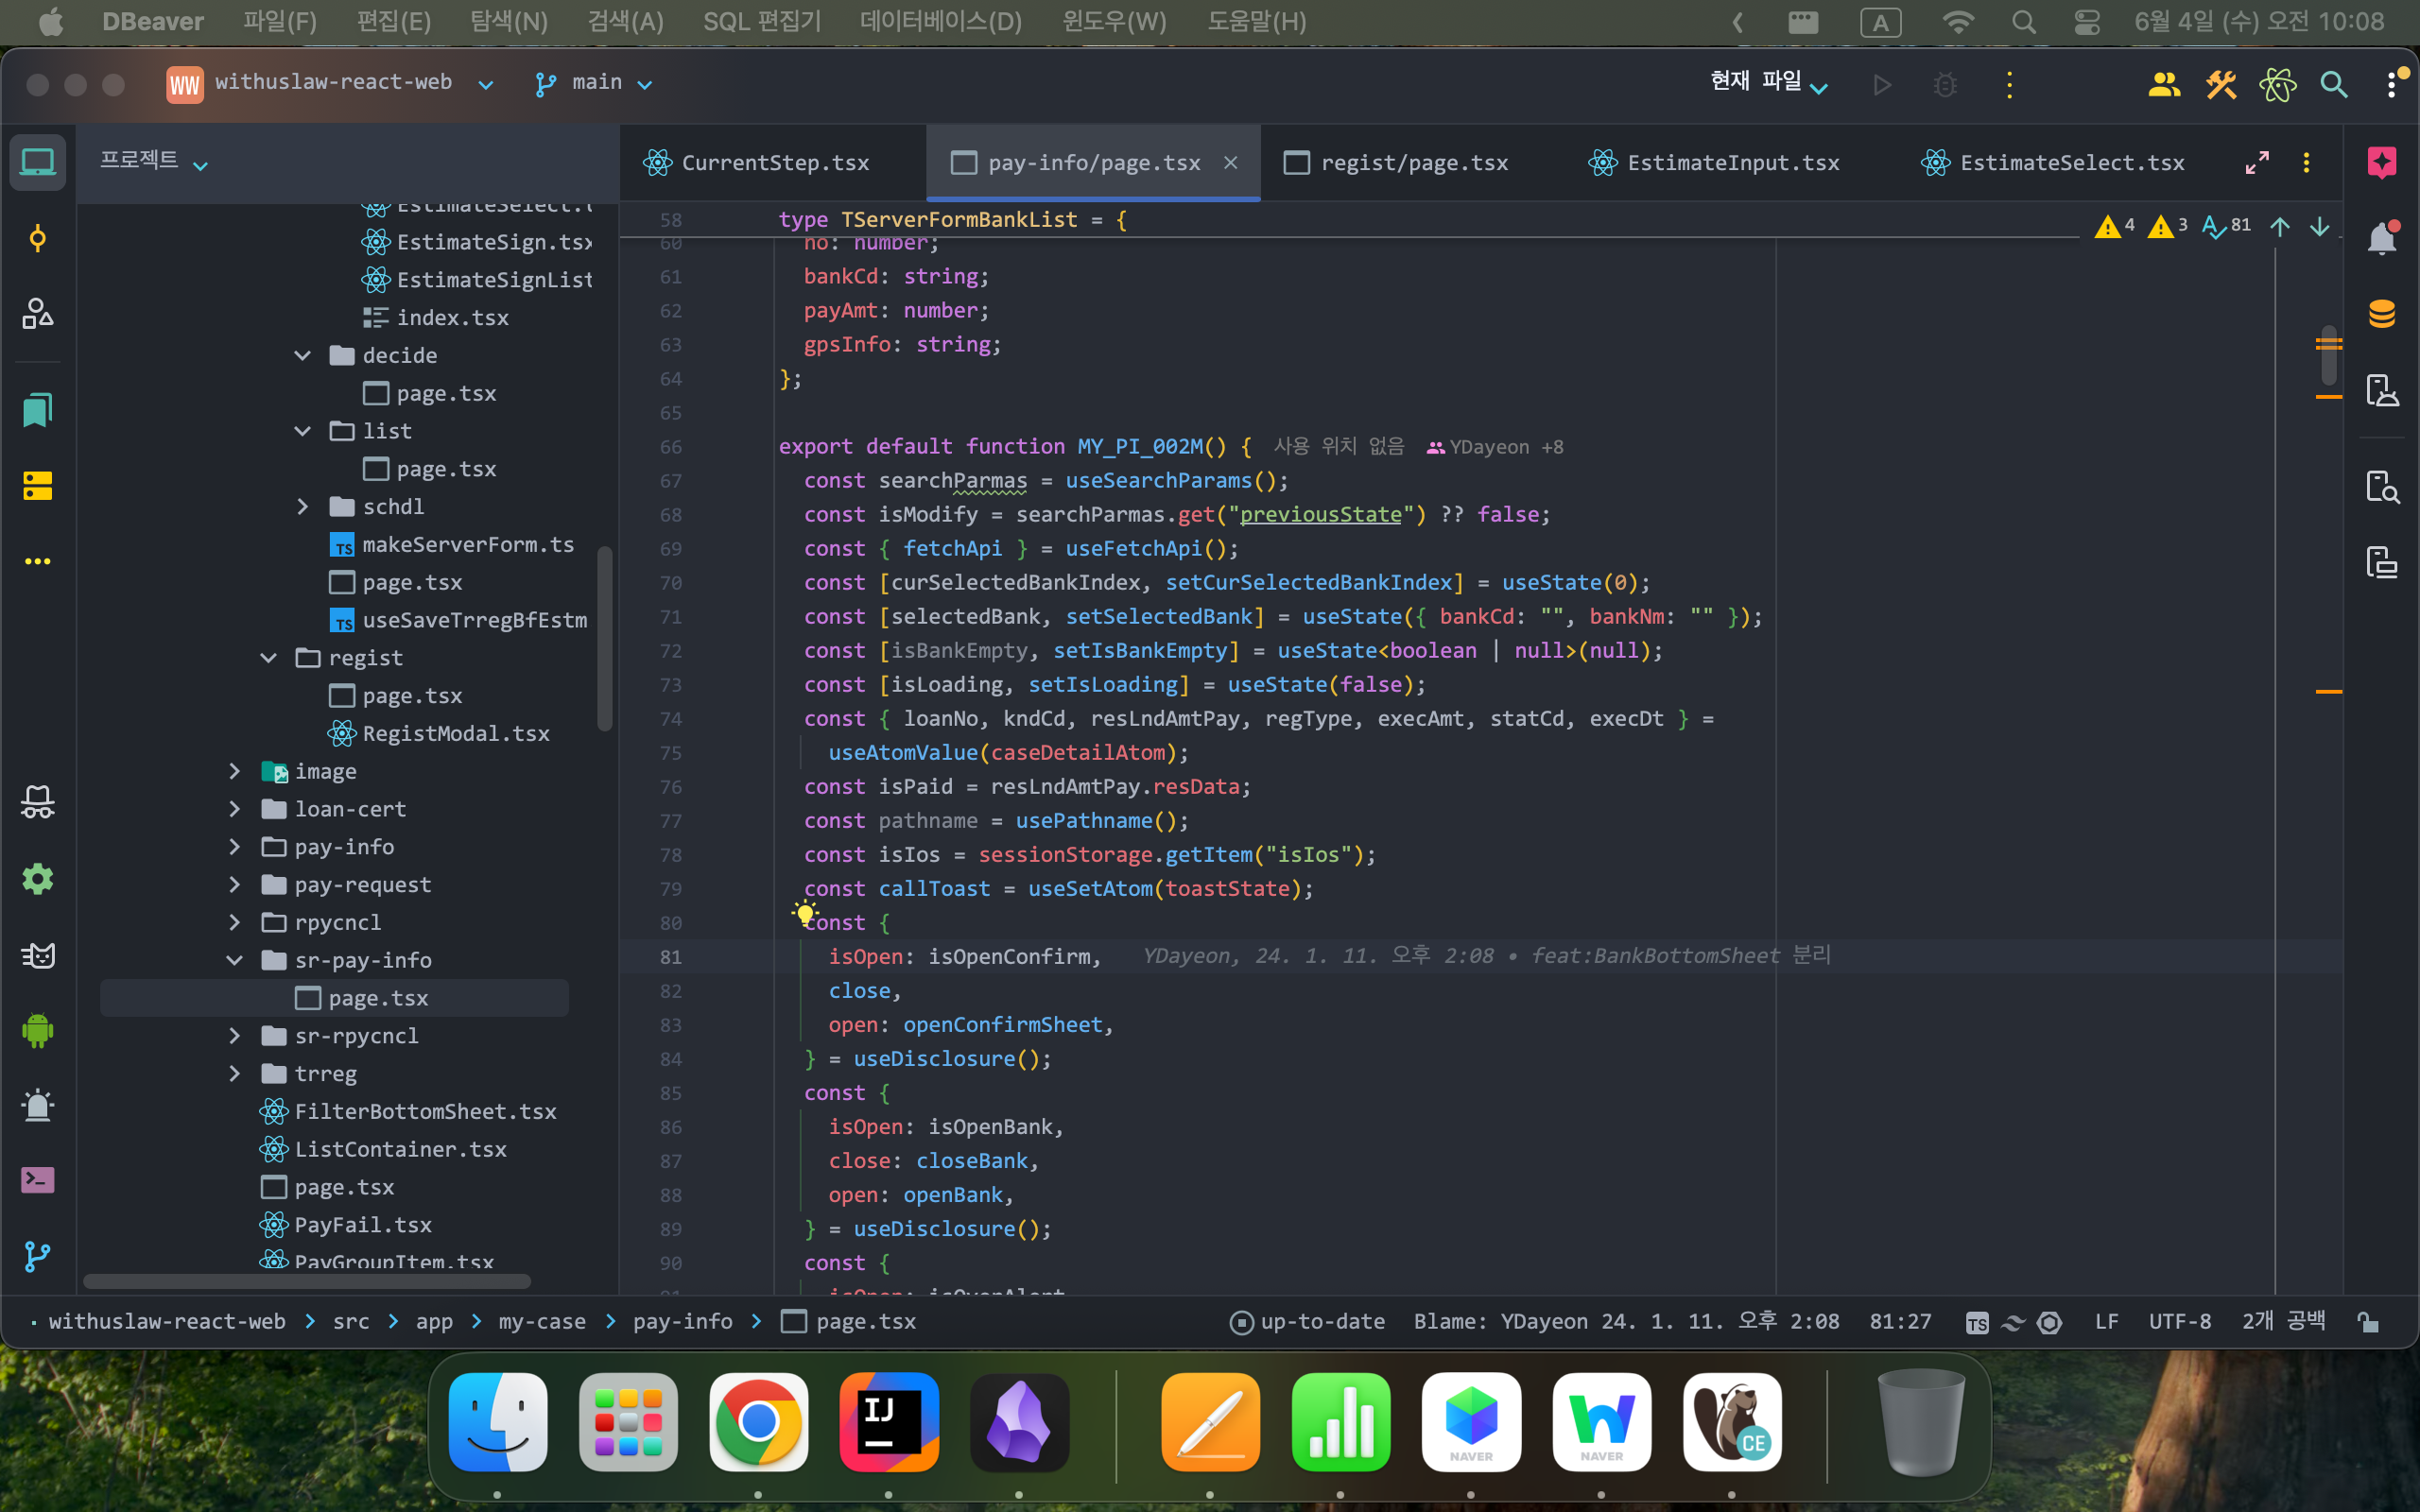 DBeaver 파일(F) 편집(E) 탐색(N) 검색(A) SQL 편집기 데이터베이스(D) 윈도우(W) 도움말(H) A 6월 4일 (수) 오전 10:08
WW withuslaw-react-web main 현재 파일
프로젝트
CurrentStep.tsx pay-info/page.tsx regist/page.tsx EstimateInput.tsx EstimateSelect.tsx
EstimateSign.tsx
EstimateSignList
index.tsx
decide
page.tsx
list
page.tsx
schdl
TS makeServerForm.ts
page.tsx
TS useSaveTrregBfEstm
regist
page.tsx
RegistModal.tsx
image
loan-cert
pay-info
pay-request
rpycncl
sr-pay-info
page.tsx
sr-rpycncl
trreg
FilterBottomSheet.tsx
ListContainer.tsx
page.tsx
PayFail.tsx
PayGroupItem.tsx
58 type TServerFormBankList = {
4 3 81
60 no: number;
61 bankCd: string;
62 payAmt: number;
63 gpsInfo: string;
64 };
65
66 export default function MY_PI_002M() { 사용 위치 없음 YDayeon +8
67 const searchParmas = useSearchParams();
68 const isModify = searchParmas.get("previousState") ?? false;
69 const { fetchApi } = useFetchApi();
70 const [curSelectedBankIndex, setCurSelectedBankIndex] = useState(0);
71 const [selectedBank, setSelectedBank] = useState({ bankCd: "", bankNm: "" });
72 const [isBankEmpty, setIsBankEmpty] = useState<boolean | null>(null);
73 const [isLoading, setIsLoading] = useState(false);
74 const { loanNo, kndCd, resLndAmtPay, regType, execAmt, statCd, execDt } =
75 useAtomValue(caseDetailAtom);
76 const isPaid = resLndAmtPay.resData;
77 const pathname = usePathname();
78 const isIos = sessionStorage.getItem("isIos");
79 const callToast = useSetAtom(toastState);
80 const {
81 isOpen: isOpenConfirm, YDayeon, 24. 1. 11. 오후 2:08 • feat:BankBottomSheet 분리
82 close,
83 open: openConfirmSheet,
84 } = useDisclosure();
85 const {
86 isOpen: isOpenBank,
87 close: closeBank,
88 open: openBank,
89 } = useDisclosure();
90 const {
withuslaw-react-web > src > app > my-case > pay-info > page.tsx up-to-date Blame: YDayeon 24. 1. 11. 오후 2:08 81:27 TS LF UTF-8 2개 공백
IJ NAVER NAVER CE